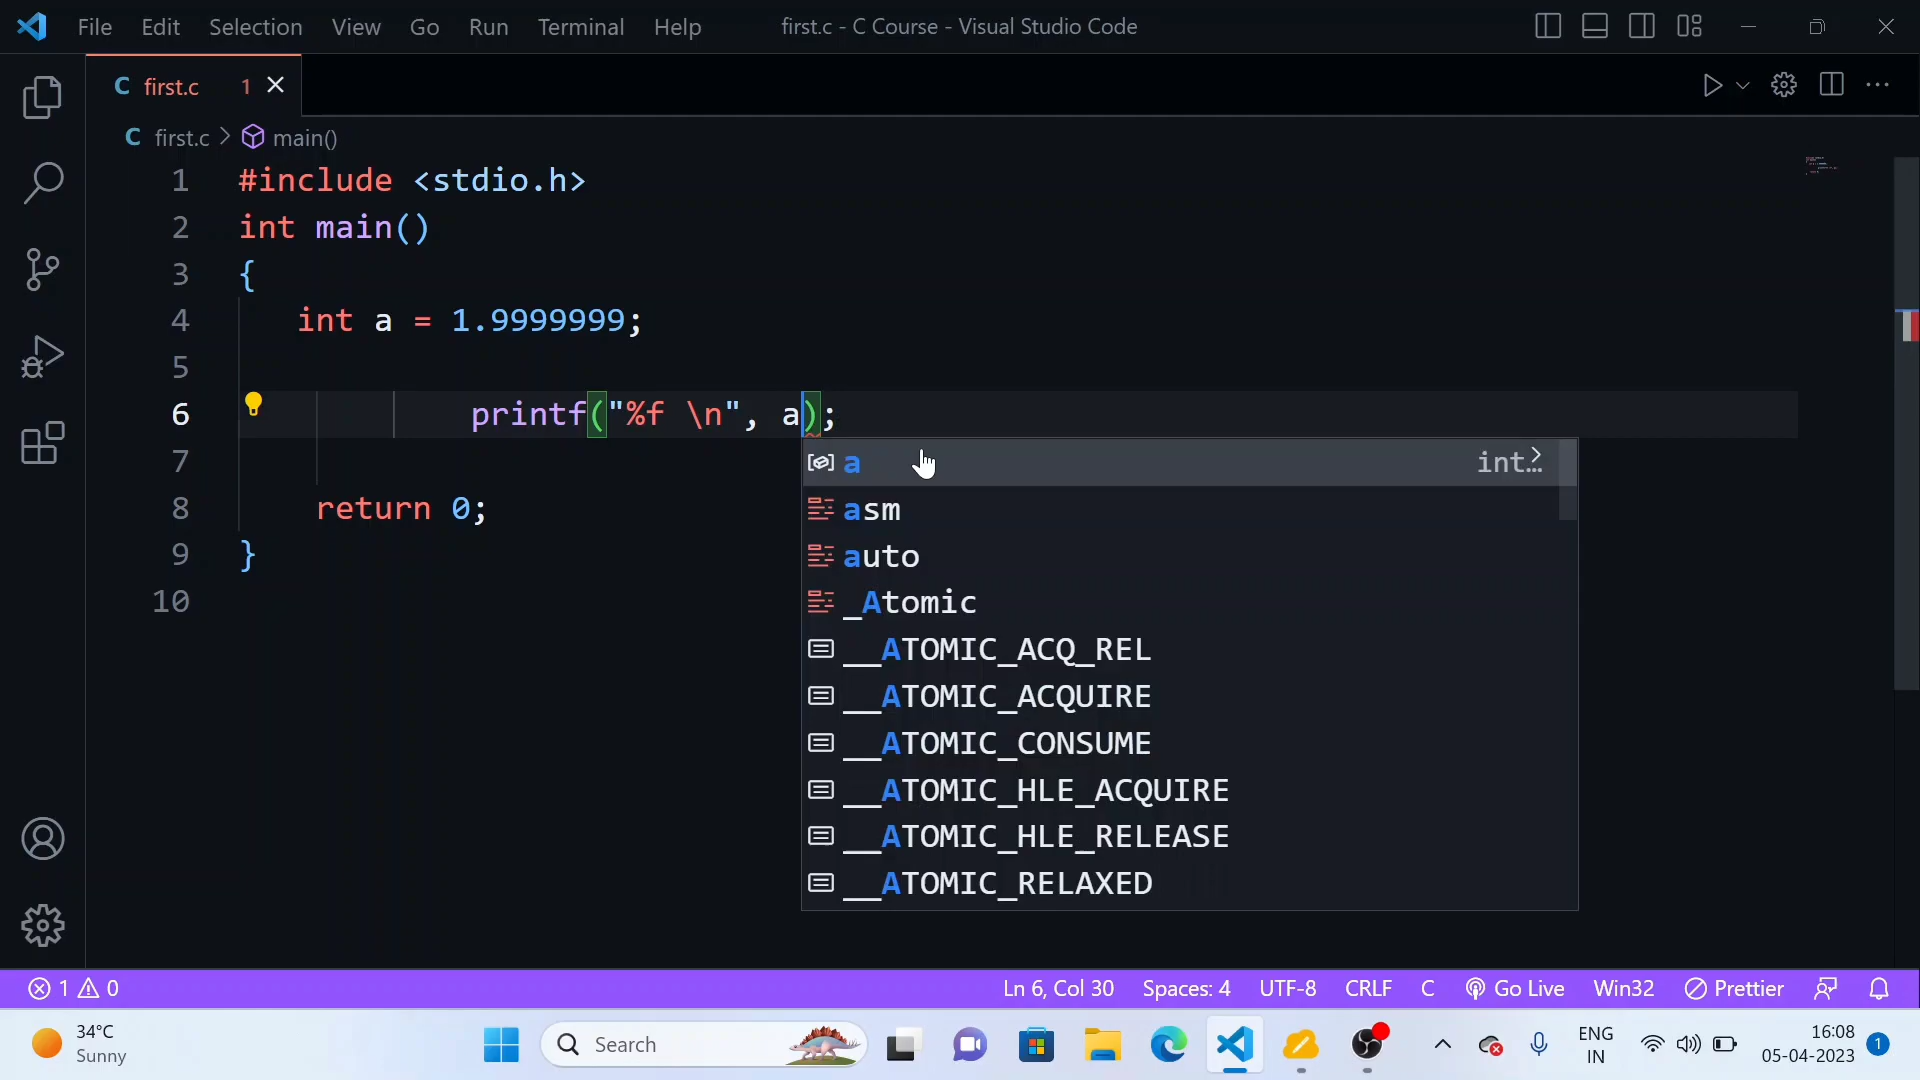 File Edit Selection View Go Run Terminal Help first.c - C Course - Visual Studio Code
C first.c 1
C first.c > main()
1 #include <stdio.h>
2 int main()
3 {
4 int a = 1.9999999;
5
6 printf("%f \n", a);
7
8 return 0;
9 }
10
a int…
asm
auto
_Atomic
__ATOMIC_ACQ_REL
__ATOMIC_ACQUIRE
__ATOMIC_CONSUME
__ATOMIC_HLE_ACQUIRE
__ATOMIC_HLE_RELEASE
__ATOMIC_RELAXED
1 0 Ln 6, Col 30 Spaces: 4 UTF-8 CRLF C Go Live Win32 Prettier
34°C
Sunny
Search
ENG
IN
16:08
05-04-2023
1